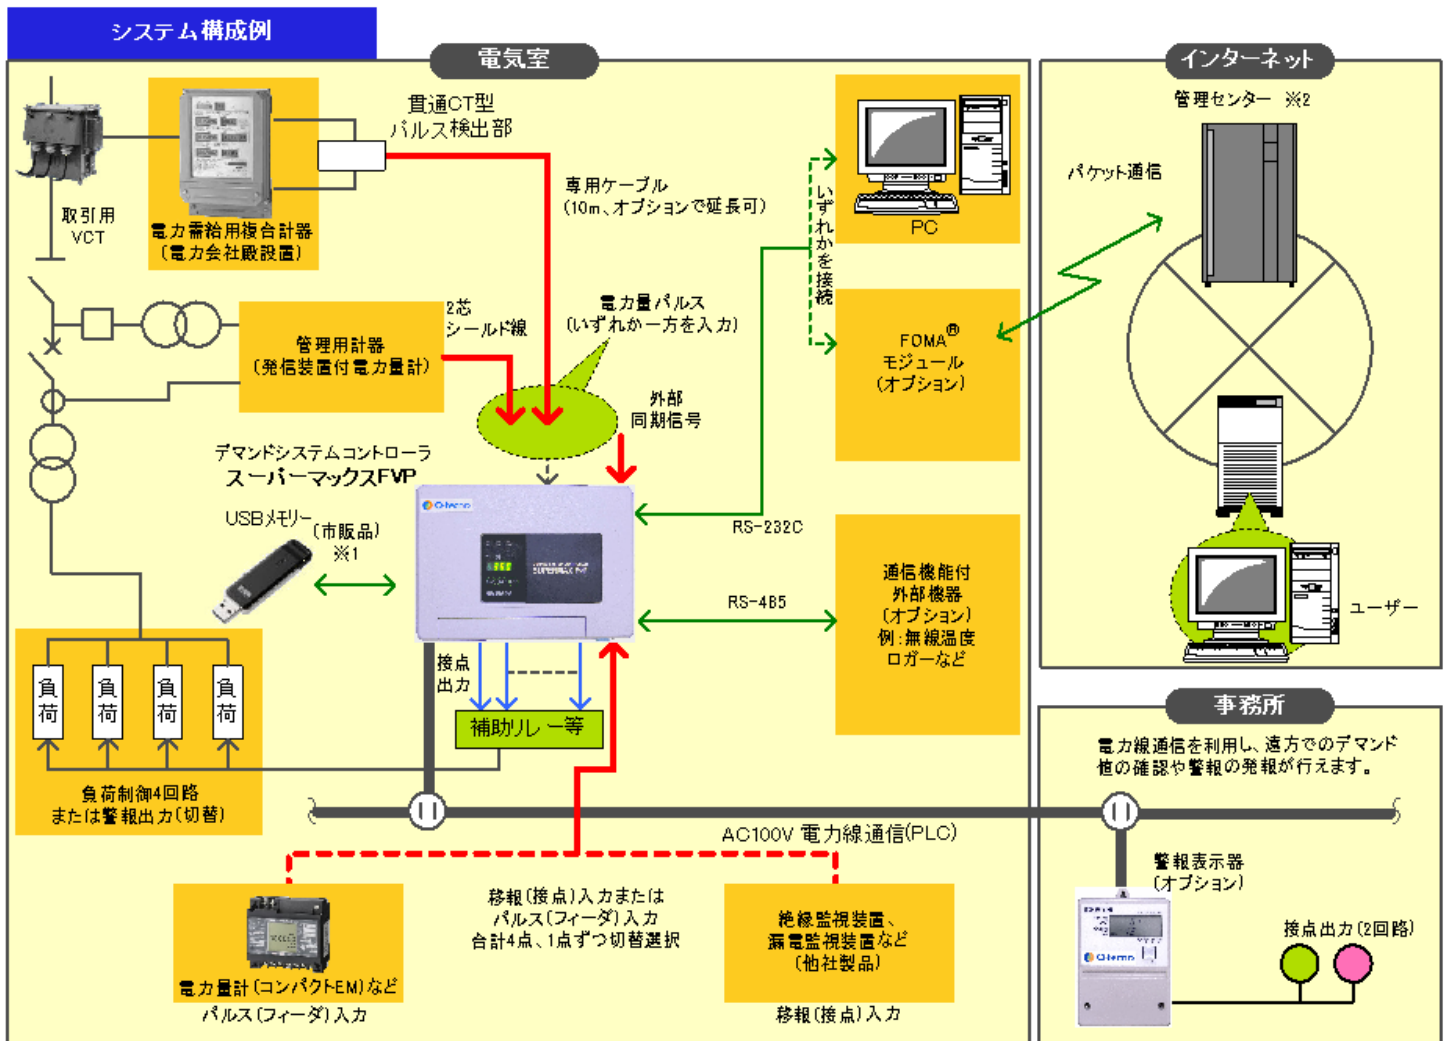 システム構成例
電気室
取引用
VCT
電力需給用複合計器
(電力会社殿設置)
貫通CT型
パルス検出部
専用ケーブル
(10m、オプションで延長可)
管理用計器
(発信装置付電力量計)
2芯
シールド線
電力量パルス
(いずれか一方を入力)
外部
同期信号
デマンドシステムコントローラ
スーパーマックスFVP
USBメモリー
(市販品)
※1
いずれかを接続
PC
FOMA®
モジュール
(オプション)
RS-232C
RS-485
通信機能付
外部機器
(オプション)
例:無線温度
ロガーなど
接点
出力
補助リレー等
負荷
負荷
負荷
負荷
負荷制御4回路
または警報出力(切替)
AC100V 電力線通信(PLC)
電力量計(コンパクトEM)など
パルス(フィーダ)入力
移報(接点)入力または
パルス(フィーダ)入力
合計4点、1点ずつ切替選択
絶縁監視装置、
漏電監視装置など
(他社製品)
移報(接点)入力
インターネット
管理センター ※2
パケット通信
ユーザー
事務所
電力線通信を利用し、遠方でのデマンド
値の確認や警報の発報が行えます。
警報表示器
(オプション)
接点出力(2回路)